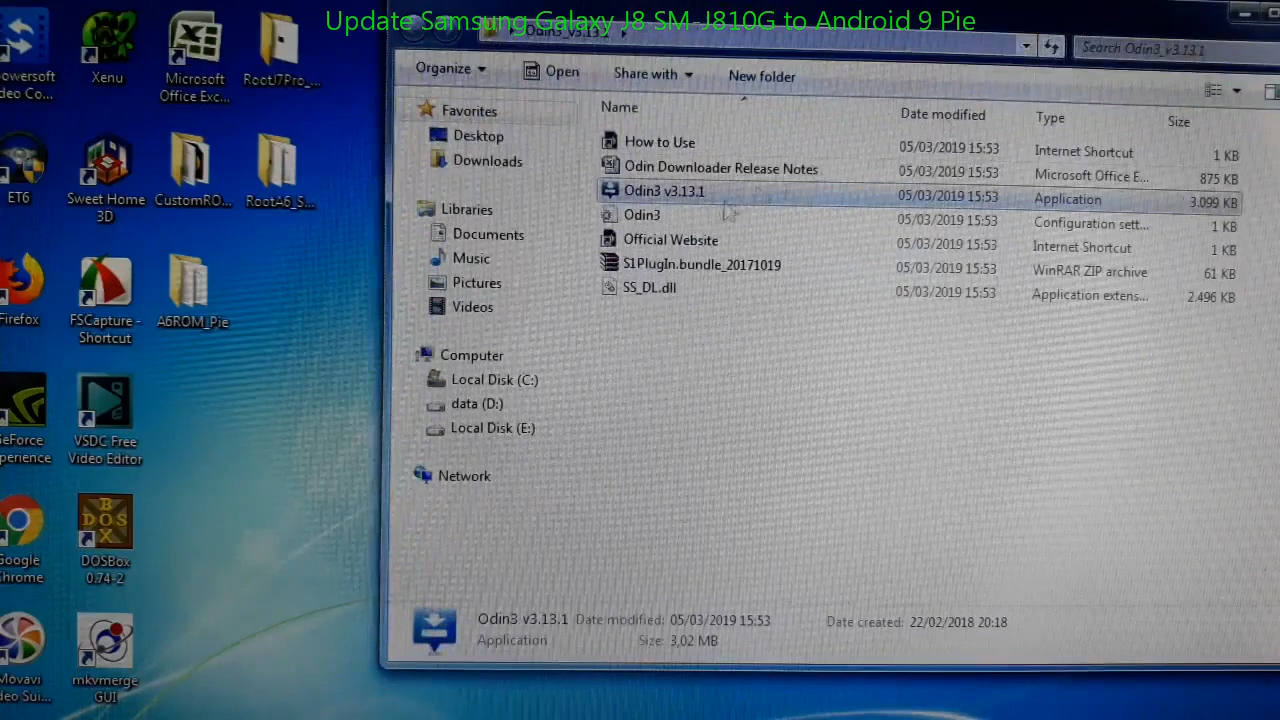 Update Samsung Galaxy J8 SM-J810G to Android 9 Pie
Odin3_v3.13.1
Search Odin3_v3.13.1
Organize
Open
Share with
New folder
Favorites
Desktop
Downloads
Libraries
Documents
Music
Pictures
Videos
Computer
Local Disk (C:)
data (D:)
Local Disk (E:)
Network
Name Date modified Type Size
How to Use 05/03/2019 15:53 Internet Shortcut 1 KB
Odin Downloader Release Notes 05/03/2019 15:53 Microsoft Office E... 875 KB
Odin3 v3.13.1 05/03/2019 15:53 Application 3.099 KB
Odin3 05/03/2019 15:53 Configuration sett... 1 KB
Official Website 05/03/2019 15:53 Internet Shortcut 1 KB
S1PlugIn.bundle_20171019 05/03/2019 15:53 WinRAR ZIP archive 61 KB
SS_DL.dll 05/03/2019 15:53 Application extens... 2.496 KB
Odin3 v3.13.1 Date modified: 05/03/2019 15:53 Date created: 22/02/2018 20:18
Application Size: 3,02 MB
owersoft
deo Co...
Xenu
Microsoft
Office Exc...
RootJ7Pro_...
ET6
Sweet Home
3D
CustomRO...
RootA6_S...
Firefox
FSCapture -
Shortcut
A6ROM_Pie
eForce
perience
VSDC Free
Video Editor
Google
Chrome
BOX
DOS
DOSBox
0.74-2
Movavi
deo Sui...
mkvmerge
GUI